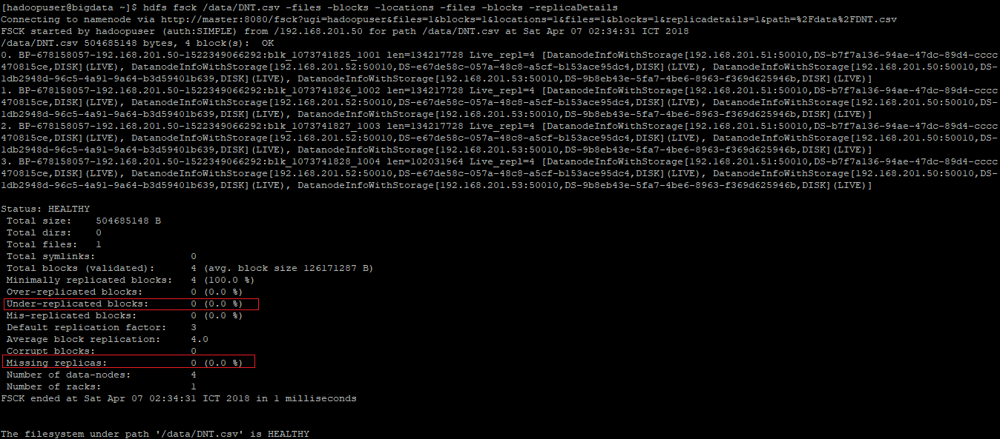 [hadoopuser@bigdata ~]$ hdfs fsck /data/DNT.csv -files -blocks -locations -files -blocks -replicaDetails
Connecting to namenode via http://master:8080/fsck?ugi=hadoopuser&files=1&blocks=1&locations=1&files=1&blocks=1&replicadetails=1&path=%2Fdata%2FDNT.csv
FSCK started by hadoopuser (auth:SIMPLE) from /192.168.201.50 for path /data/DNT.csv at Sat Apr 07 02:34:31 ICT 2018
/data/DNT.csv 504685148 bytes, 4 block(s):  OK
0. BP-678158057-192.168.201.50-1522349066292:blk_1073741825_1001 len=134217728 Live_repl=4 [DatanodeInfoWithStorage[192.168.201.51:50010,DS-b7f7a136-94ae-47dc-89d4-cccc
470815ce,DISK](LIVE), DatanodeInfoWithStorage[192.168.201.52:50010,DS-e67de58c-057a-48c8-a5cf-b153ace95dc4,DISK](LIVE), DatanodeInfoWithStorage[192.168.201.50:50010,DS-
1db2948d-96c5-4a91-9a64-b3d59401b639,DISK](LIVE), DatanodeInfoWithStorage[192.168.201.53:50010,DS-9b8eb43e-5fa7-4be6-8963-f369d625946b,DISK](LIVE)]
1. BP-678158057-192.168.201.50-1522349066292:blk_1073741826_1002 len=134217728 Live_repl=4 [DatanodeInfoWithStorage[192.168.201.51:50010,DS-b7f7a136-94ae-47dc-89d4-cccc
470815ce,DISK](LIVE), DatanodeInfoWithStorage[192.168.201.52:50010,DS-e67de58c-057a-48c8-a5cf-b153ace95dc4,DISK](LIVE), DatanodeInfoWithStorage[192.168.201.50:50010,DS-
1db2948d-96c5-4a91-9a64-b3d59401b639,DISK](LIVE), DatanodeInfoWithStorage[192.168.201.53:50010,DS-9b8eb43e-5fa7-4be6-8963-f369d625946b,DISK](LIVE)]
2. BP-678158057-192.168.201.50-1522349066292:blk_1073741827_1003 len=134217728 Live_repl=4 [DatanodeInfoWithStorage[192.168.201.51:50010,DS-b7f7a136-94ae-47dc-89d4-cccc
470815ce,DISK](LIVE), DatanodeInfoWithStorage[192.168.201.52:50010,DS-e67de58c-057a-48c8-a5cf-b153ace95dc4,DISK](LIVE), DatanodeInfoWithStorage[192.168.201.50:50010,DS-
1db2948d-96c5-4a91-9a64-b3d59401b639,DISK](LIVE), DatanodeInfoWithStorage[192.168.201.53:50010,DS-9b8eb43e-5fa7-4be6-8963-f369d625946b,DISK](LIVE)]
3. BP-678158057-192.168.201.50-1522349066292:blk_1073741828_1004 len=102031964 Live_repl=4 [DatanodeInfoWithStorage[192.168.201.51:50010,DS-b7f7a136-94ae-47dc-89d4-cccc
470815ce,DISK](LIVE), DatanodeInfoWithStorage[192.168.201.52:50010,DS-e67de58c-057a-48c8-a5cf-b153ace95dc4,DISK](LIVE), DatanodeInfoWithStorage[192.168.201.50:50010,DS-
1db2948d-96c5-4a91-9a64-b3d59401b639,DISK](LIVE), DatanodeInfoWithStorage[192.168.201.53:50010,DS-9b8eb43e-5fa7-4be6-8963-f369d625946b,DISK](LIVE)]
Status: HEALTHY
Total size:    504685148 B
Total dirs:    0
Total files:   1
Total symlinks:                0
Total blocks (validated):      4 (avg. block size 126171287 B)
Minimally replicated blocks:   4 (100.0 %)
Over-replicated blocks:        0 (0.0 %)
Under-replicated blocks:       0 (0.0 %)
Mis-replicated blocks:         0 (0.0 %)
Default replication factor:    3
Average block replication:     4.0
Corrupt blocks:                0
Missing replicas:              0 (0.0 %)
Number of data-nodes:          4
Number of racks:               1
FSCK ended at Sat Apr 07 02:34:31 ICT 2018 in 1 milliseconds
The filesystem under path '/data/DNT.csv' is HEALTHY